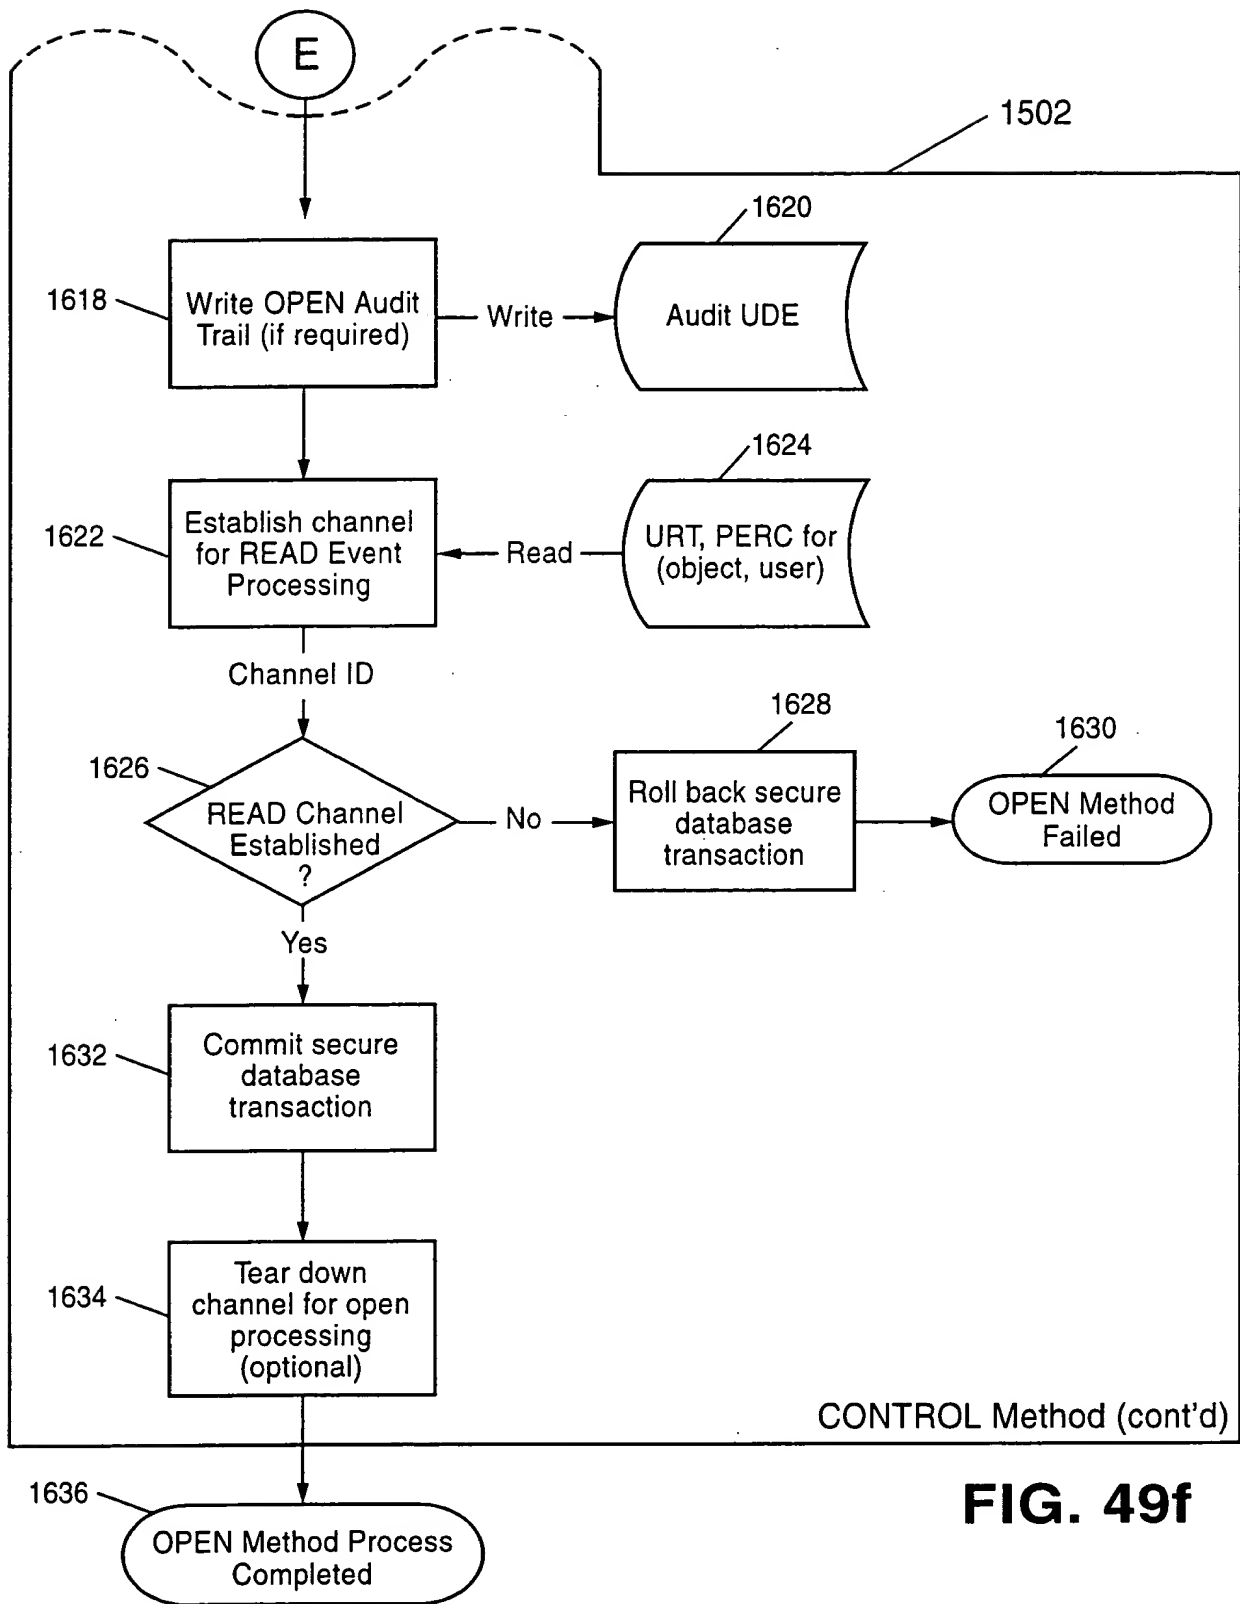 E
1502
1620
1618
Write OPEN Audit
Trail (if required)
Write
Audit UDE
1624
1622
Establish channel
for READ Event
Processing
Read
URT, PERC for
(object, user)
Channel ID
1628
1630
1626
READ Channel
Established
?
No
Roll back secure
database
transaction
OPEN Method
Failed
Yes
1632
Commit secure
database
transaction
1634
Tear down
channel for open
processing
(optional)
CONTROL Method (cont'd)
1636
OPEN Method Process
Completed
FIG. 49f